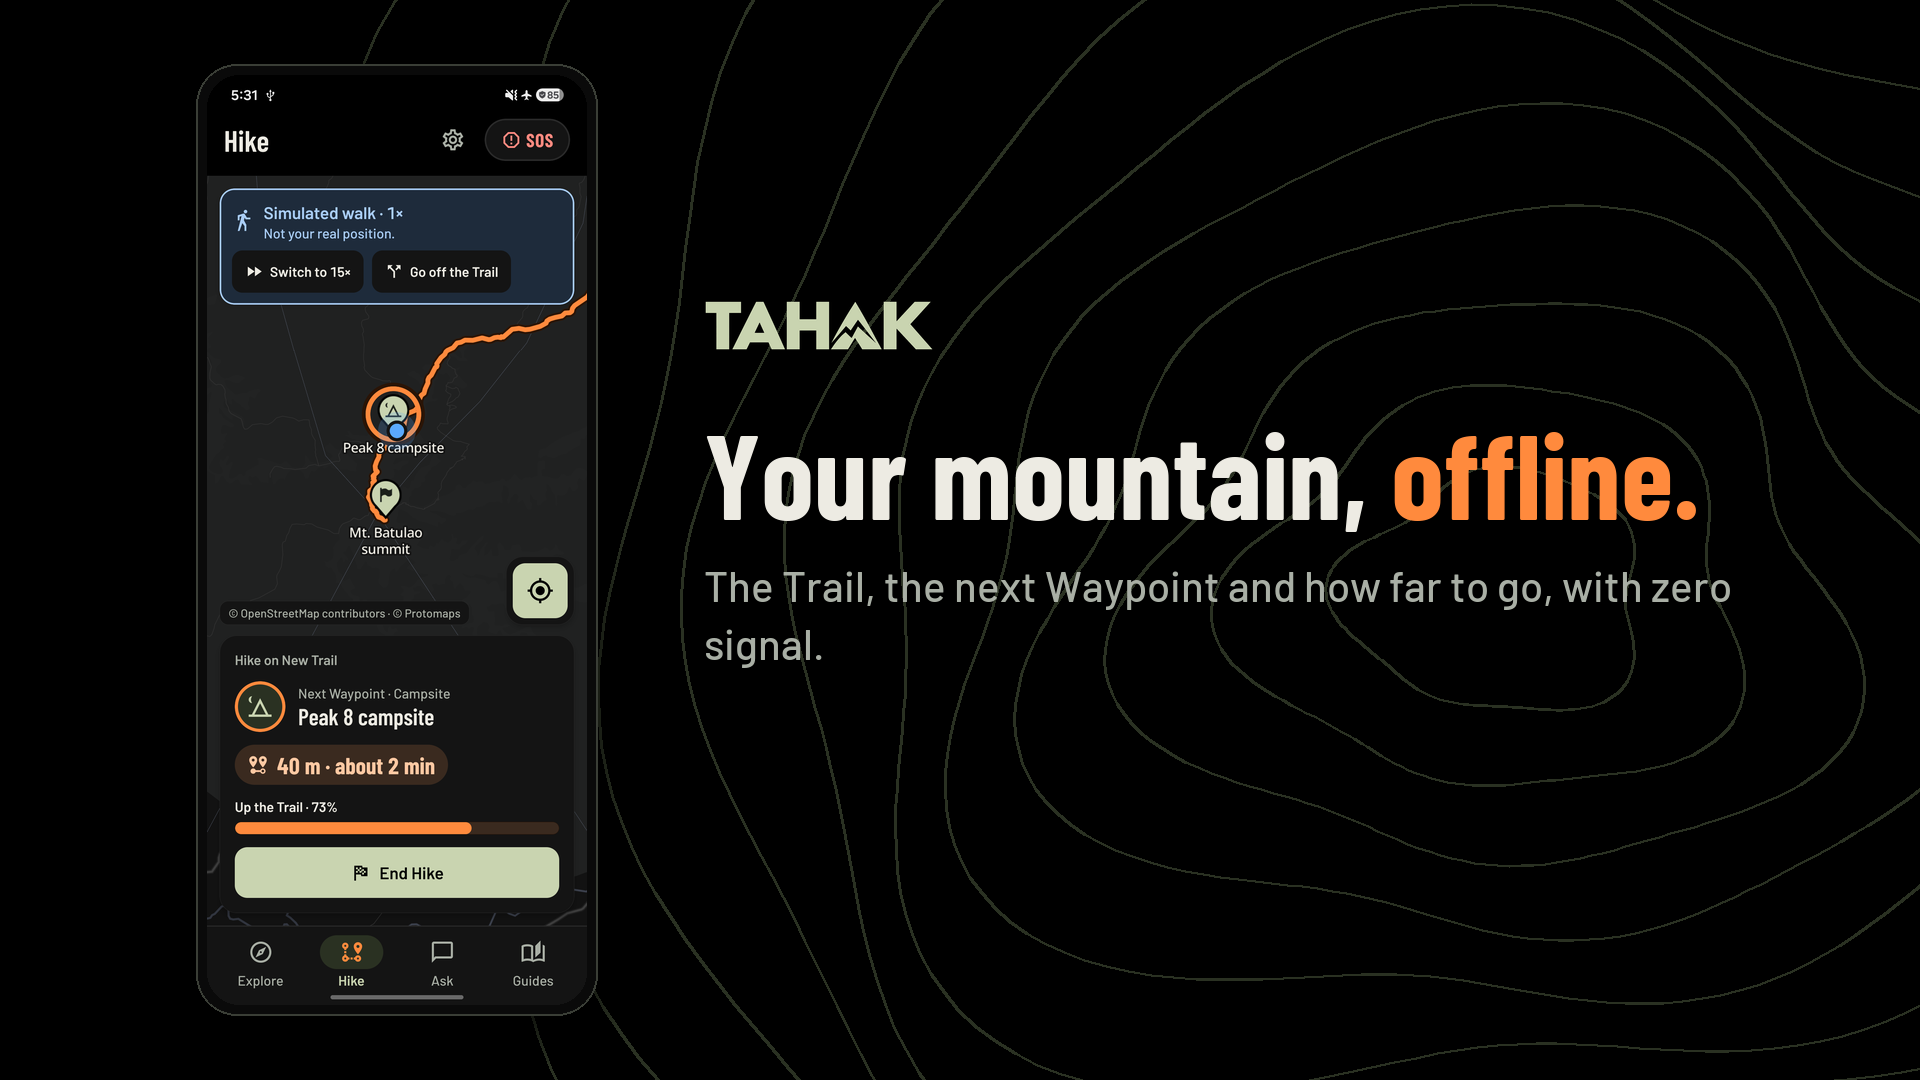 5:31
85
Hike
SOS
Simulated walk · 1×
Not your real position.
Switch to 15×
Go off the Trail
Peak 8 campsite
Mt. Batulao
summit
© OpenStreetMap contributors · © Protomaps
Hike on New Trail
Next Waypoint · Campsite
Peak 8 campsite
40 m · about 2 min
Up the Trail · 73%
End Hike
Explore
Hike
Ask
Guides
TAHAK
Your mountain, offline.
The Trail, the next Waypoint and how far to go, with zero
signal.